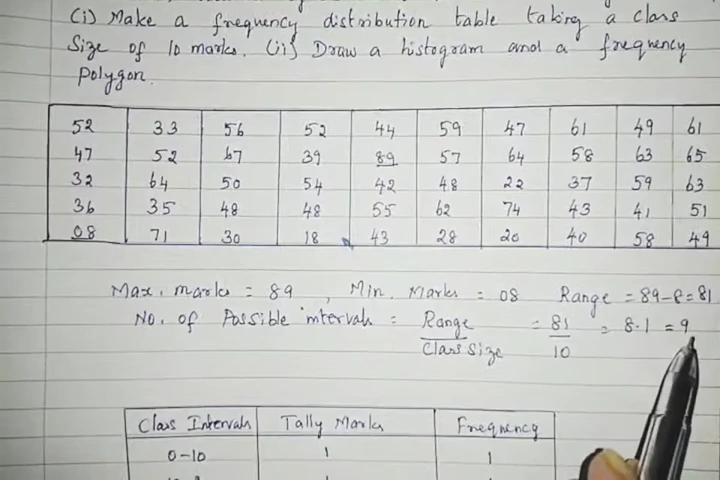 (i) Make a frequency distribution table taking a class
Size of 10 marks. (ii) Draw a histogram and a frequency
polygon.
52 33 56 52 44 59 47 61 49 61
47 52 67 39 89 57 64 58 63 65
32 64 50 54 42 48 22 37 59 63
36 35 48 48 55 62 74 43 41 51
08 71 30 18 43 28 20 40 58 49
Max. marks = 89 , Min. Marks = 08 Range = 89-8=81
No. of Possible intervals = Range / Class size = 81 / 10 = 8.1 = 9
Class Intervals Tally Marks Frequency
0-10 1 1